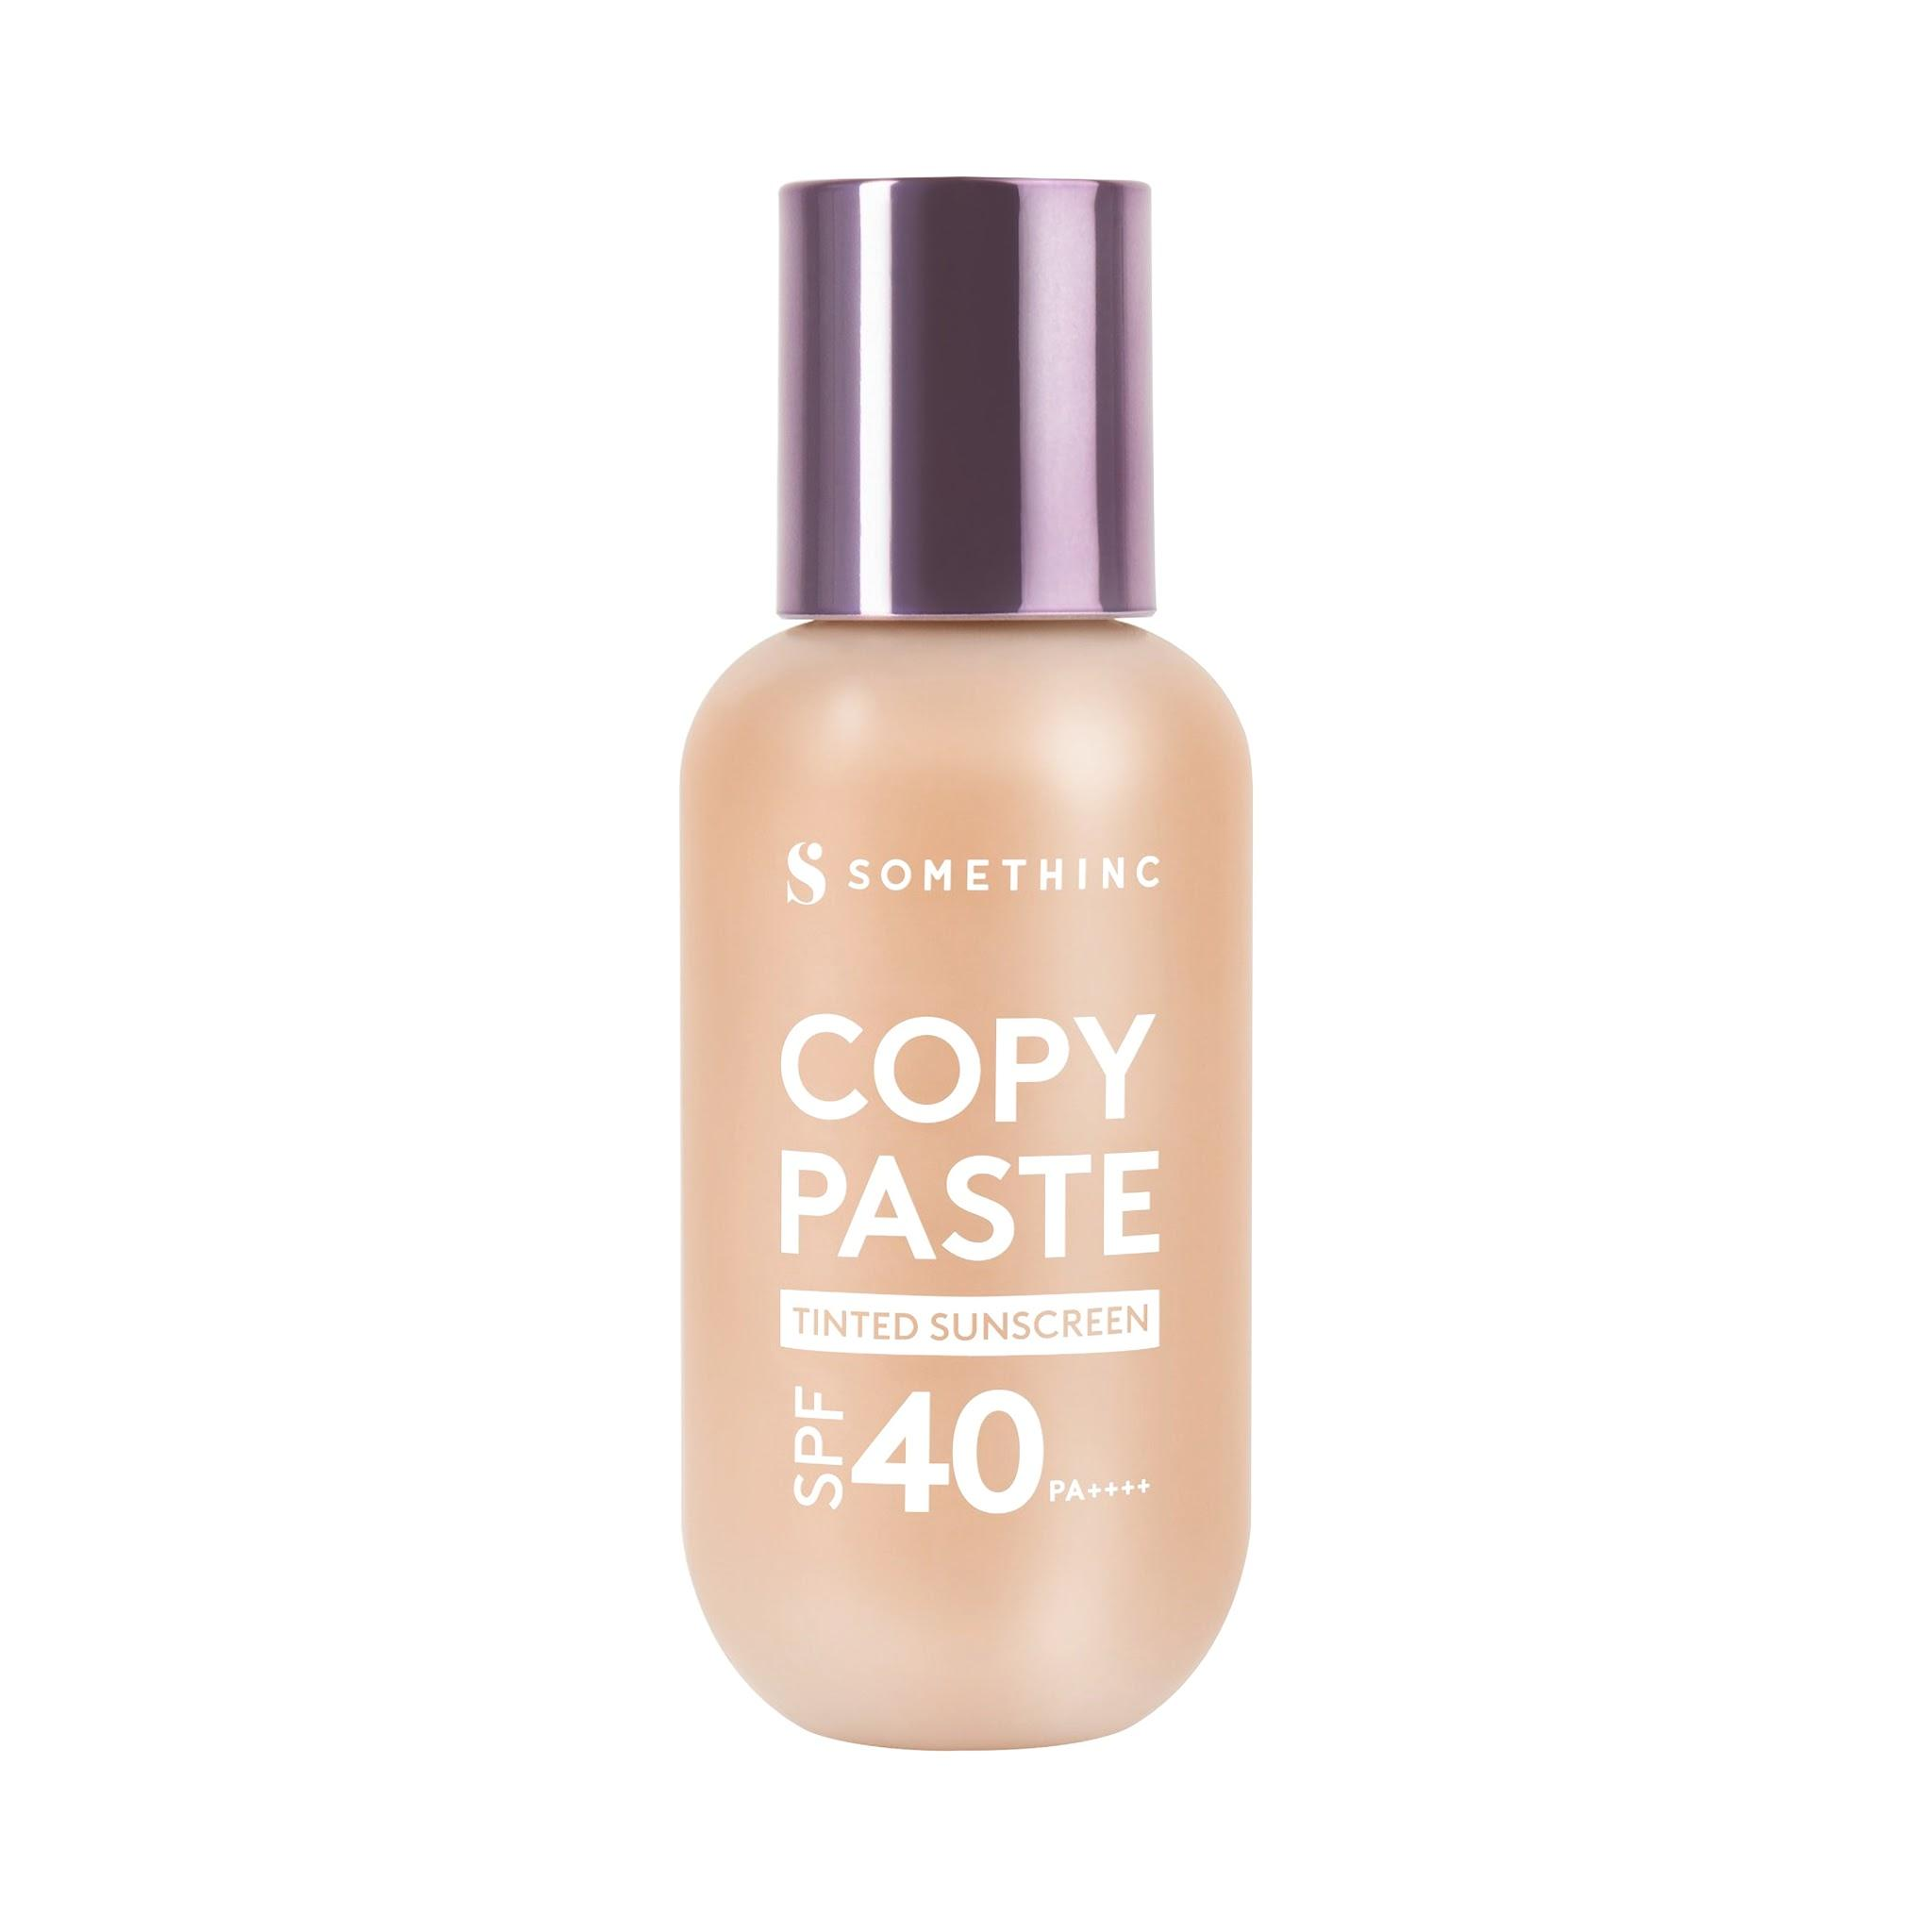 SOMETHINC
COPY
PASTE
TINTED SUNSCREEN
SPF 40 PA++++